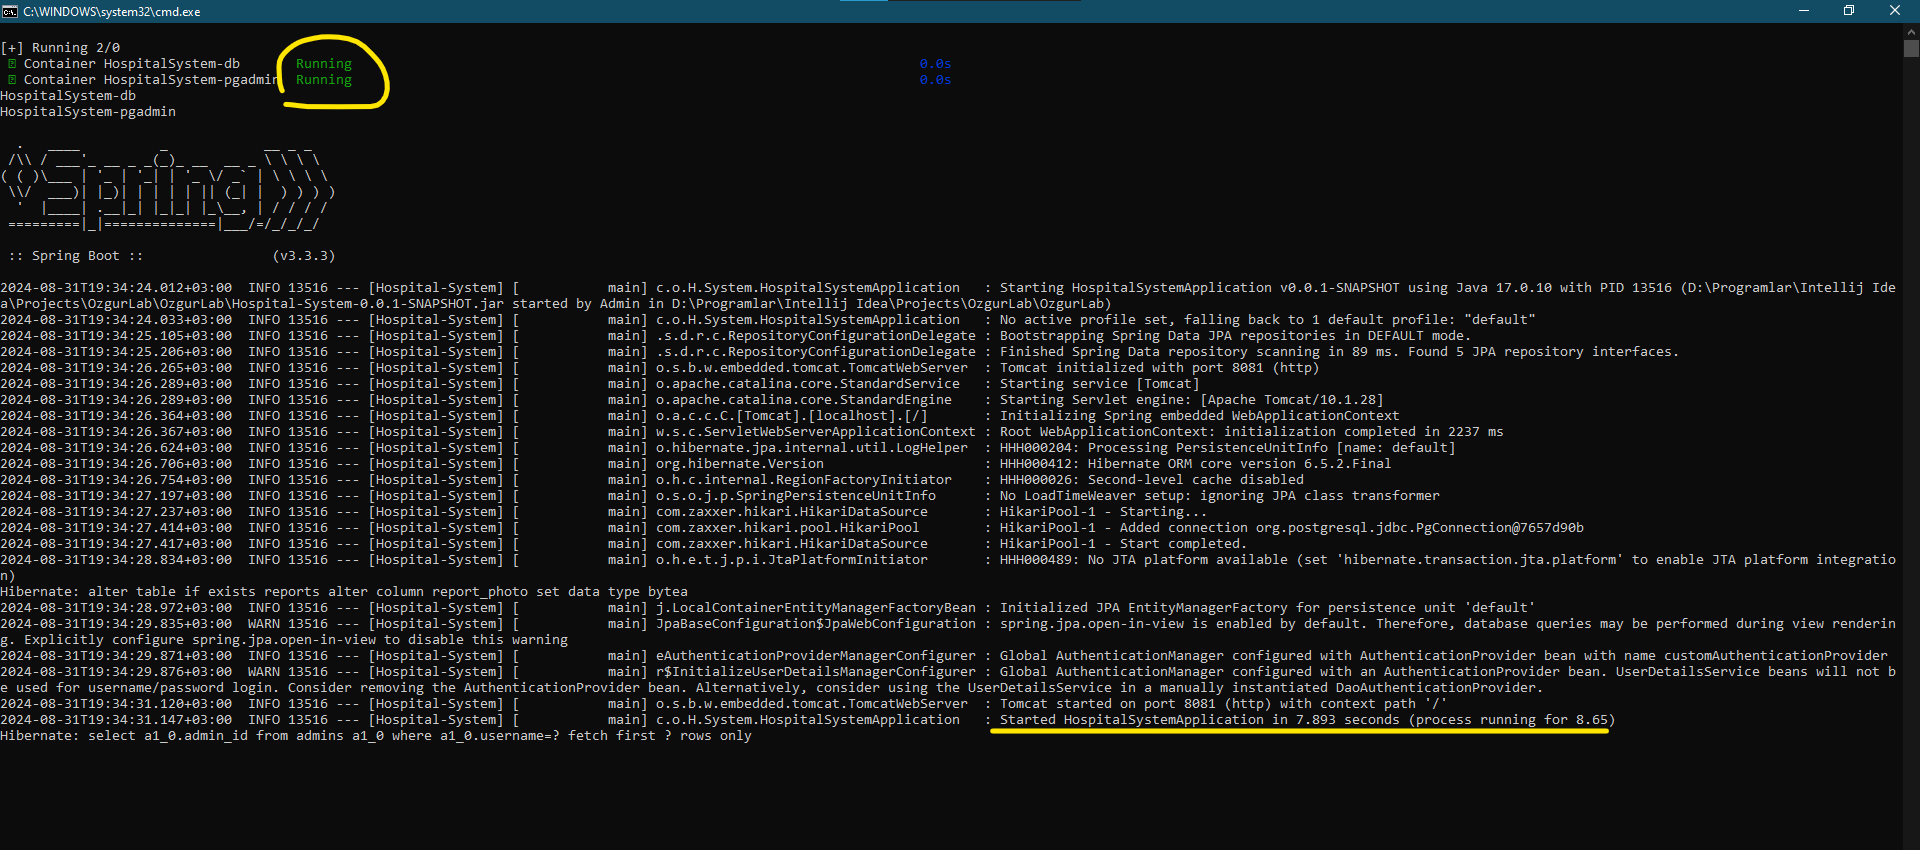 C:\WINDOWS\system32\cmd.exe
[+] Running 2/0
Container HospitalSystem-db Running 0.0s
Container HospitalSystem-pgadmin Running 0.0s
HospitalSystem-db
HospitalSystem-pgadmin
  .   ____          _            __ _ _
 /\\ / ___'_ __ _ _(_)_ __  __ _ \ \ \ \
( ( )\___ | '_ | '_| | '_ \/ _` | \ \ \ \
 \\/  ___)| |_)| | | | | || (_| |  ) ) ) )
  '  |____| .__|_| |_|_| |_\__, | / / / /
 =========|_|==============|___/=/_/_/_/
 :: Spring Boot ::                (v3.3.3)
2024-08-31T19:34:24.012+03:00  INFO 13516 --- [Hospital-System] [           main] c.o.H.System.HospitalSystemApplication   : Starting HospitalSystemApplication v0.0.1-SNAPSHOT using Java 17.0.10 with PID 13516 (D:\Programlar\Intellij Ide
a\Projects\OzgurLab\OzgurLab\Hospital-System-0.0.1-SNAPSHOT.jar started by Admin in D:\Programlar\Intellij Idea\Projects\OzgurLab\OzgurLab)
2024-08-31T19:34:24.033+03:00  INFO 13516 --- [Hospital-System] [           main] c.o.H.System.HospitalSystemApplication   : No active profile set, falling back to 1 default profile: "default"
2024-08-31T19:34:25.105+03:00  INFO 13516 --- [Hospital-System] [           main] .s.d.r.c.RepositoryConfigurationDelegate : Bootstrapping Spring Data JPA repositories in DEFAULT mode.
2024-08-31T19:34:25.206+03:00  INFO 13516 --- [Hospital-System] [           main] .s.d.r.c.RepositoryConfigurationDelegate : Finished Spring Data repository scanning in 89 ms. Found 5 JPA repository interfaces.
2024-08-31T19:34:26.265+03:00  INFO 13516 --- [Hospital-System] [           main] o.s.b.w.embedded.tomcat.TomcatWebServer  : Tomcat initialized with port 8081 (http)
2024-08-31T19:34:26.289+03:00  INFO 13516 --- [Hospital-System] [           main] o.apache.catalina.core.StandardService   : Starting service [Tomcat]
2024-08-31T19:34:26.289+03:00  INFO 13516 --- [Hospital-System] [           main] o.apache.catalina.core.StandardEngine    : Starting Servlet engine: [Apache Tomcat/10.1.28]
2024-08-31T19:34:26.364+03:00  INFO 13516 --- [Hospital-System] [           main] o.a.c.c.C.[Tomcat].[localhost].[/]       : Initializing Spring embedded WebApplicationContext
2024-08-31T19:34:26.367+03:00  INFO 13516 --- [Hospital-System] [           main] w.s.c.ServletWebServerApplicationContext : Root WebApplicationContext: initialization completed in 2237 ms
2024-08-31T19:34:26.624+03:00  INFO 13516 --- [Hospital-System] [           main] o.hibernate.jpa.internal.util.LogHelper  : HHH000204: Processing PersistenceUnitInfo [name: default]
2024-08-31T19:34:26.706+03:00  INFO 13516 --- [Hospital-System] [           main] org.hibernate.Version                    : HHH000412: Hibernate ORM core version 6.5.2.Final
2024-08-31T19:34:26.754+03:00  INFO 13516 --- [Hospital-System] [           main] o.h.c.internal.RegionFactoryInitiator    : HHH000026: Second-level cache disabled
2024-08-31T19:34:27.197+03:00  INFO 13516 --- [Hospital-System] [           main] o.s.o.j.p.SpringPersistenceUnitInfo      : No LoadTimeWeaver setup: ignoring JPA class transformer
2024-08-31T19:34:27.237+03:00  INFO 13516 --- [Hospital-System] [           main] com.zaxxer.hikari.HikariDataSource       : HikariPool-1 - Starting...
2024-08-31T19:34:27.414+03:00  INFO 13516 --- [Hospital-System] [           main] com.zaxxer.hikari.pool.HikariPool        : HikariPool-1 - Added connection org.postgresql.jdbc.PgConnection@7657d90b
2024-08-31T19:34:27.417+03:00  INFO 13516 --- [Hospital-System] [           main] com.zaxxer.hikari.HikariDataSource       : HikariPool-1 - Start completed.
2024-08-31T19:34:28.834+03:00  INFO 13516 --- [Hospital-System] [           main] o.h.e.t.j.p.i.JtaPlatformInitiator       : HHH000489: No JTA platform available (set 'hibernate.transaction.jta.platform' to enable JTA platform integratio
n)
Hibernate: alter table if exists reports alter column report_photo set data type bytea
2024-08-31T19:34:28.972+03:00  INFO 13516 --- [Hospital-System] [           main] j.LocalContainerEntityManagerFactoryBean : Initialized JPA EntityManagerFactory for persistence unit 'default'
2024-08-31T19:34:29.835+03:00  WARN 13516 --- [Hospital-System] [           main] JpaBaseConfiguration$JpaWebConfiguration : spring.jpa.open-in-view is enabled by default. Therefore, database queries may be performed during view renderin
g. Explicitly configure spring.jpa.open-in-view to disable this warning
2024-08-31T19:34:29.871+03:00  INFO 13516 --- [Hospital-System] [           main] eAuthenticationProviderManagerConfigurer : Global AuthenticationManager configured with AuthenticationProvider bean with name customAuthenticationProvider
2024-08-31T19:34:29.876+03:00  WARN 13516 --- [Hospital-System] [           main] r$InitializeUserDetailsManagerConfigurer : Global AuthenticationManager configured with an AuthenticationProvider bean. UserDetailsService beans will not b
e used for username/password login. Consider removing the AuthenticationProvider bean. Alternatively, consider using the UserDetailsService in a manually instantiated DaoAuthenticationProvider.
2024-08-31T19:34:31.120+03:00  INFO 13516 --- [Hospital-System] [           main] o.s.b.w.embedded.tomcat.TomcatWebServer  : Tomcat started on port 8081 (http) with context path '/'
2024-08-31T19:34:31.147+03:00  INFO 13516 --- [Hospital-System] [           main] c.o.H.System.HospitalSystemApplication   : Started HospitalSystemApplication in 7.893 seconds (process running for 8.65)
Hibernate: select a1_0.admin_id from admins a1_0 where a1_0.username=? fetch first ? rows only